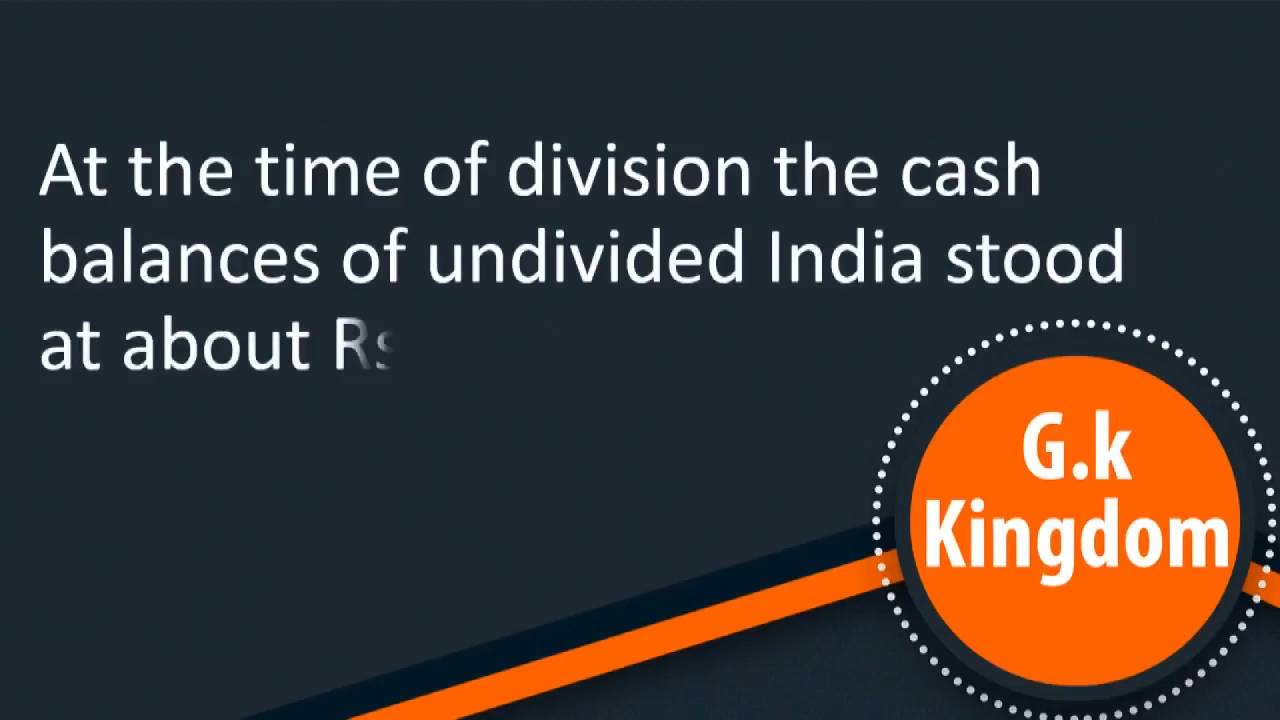 At the time of division the cash
balances of undivided India stood
at about Rs
G.k
Kingdom